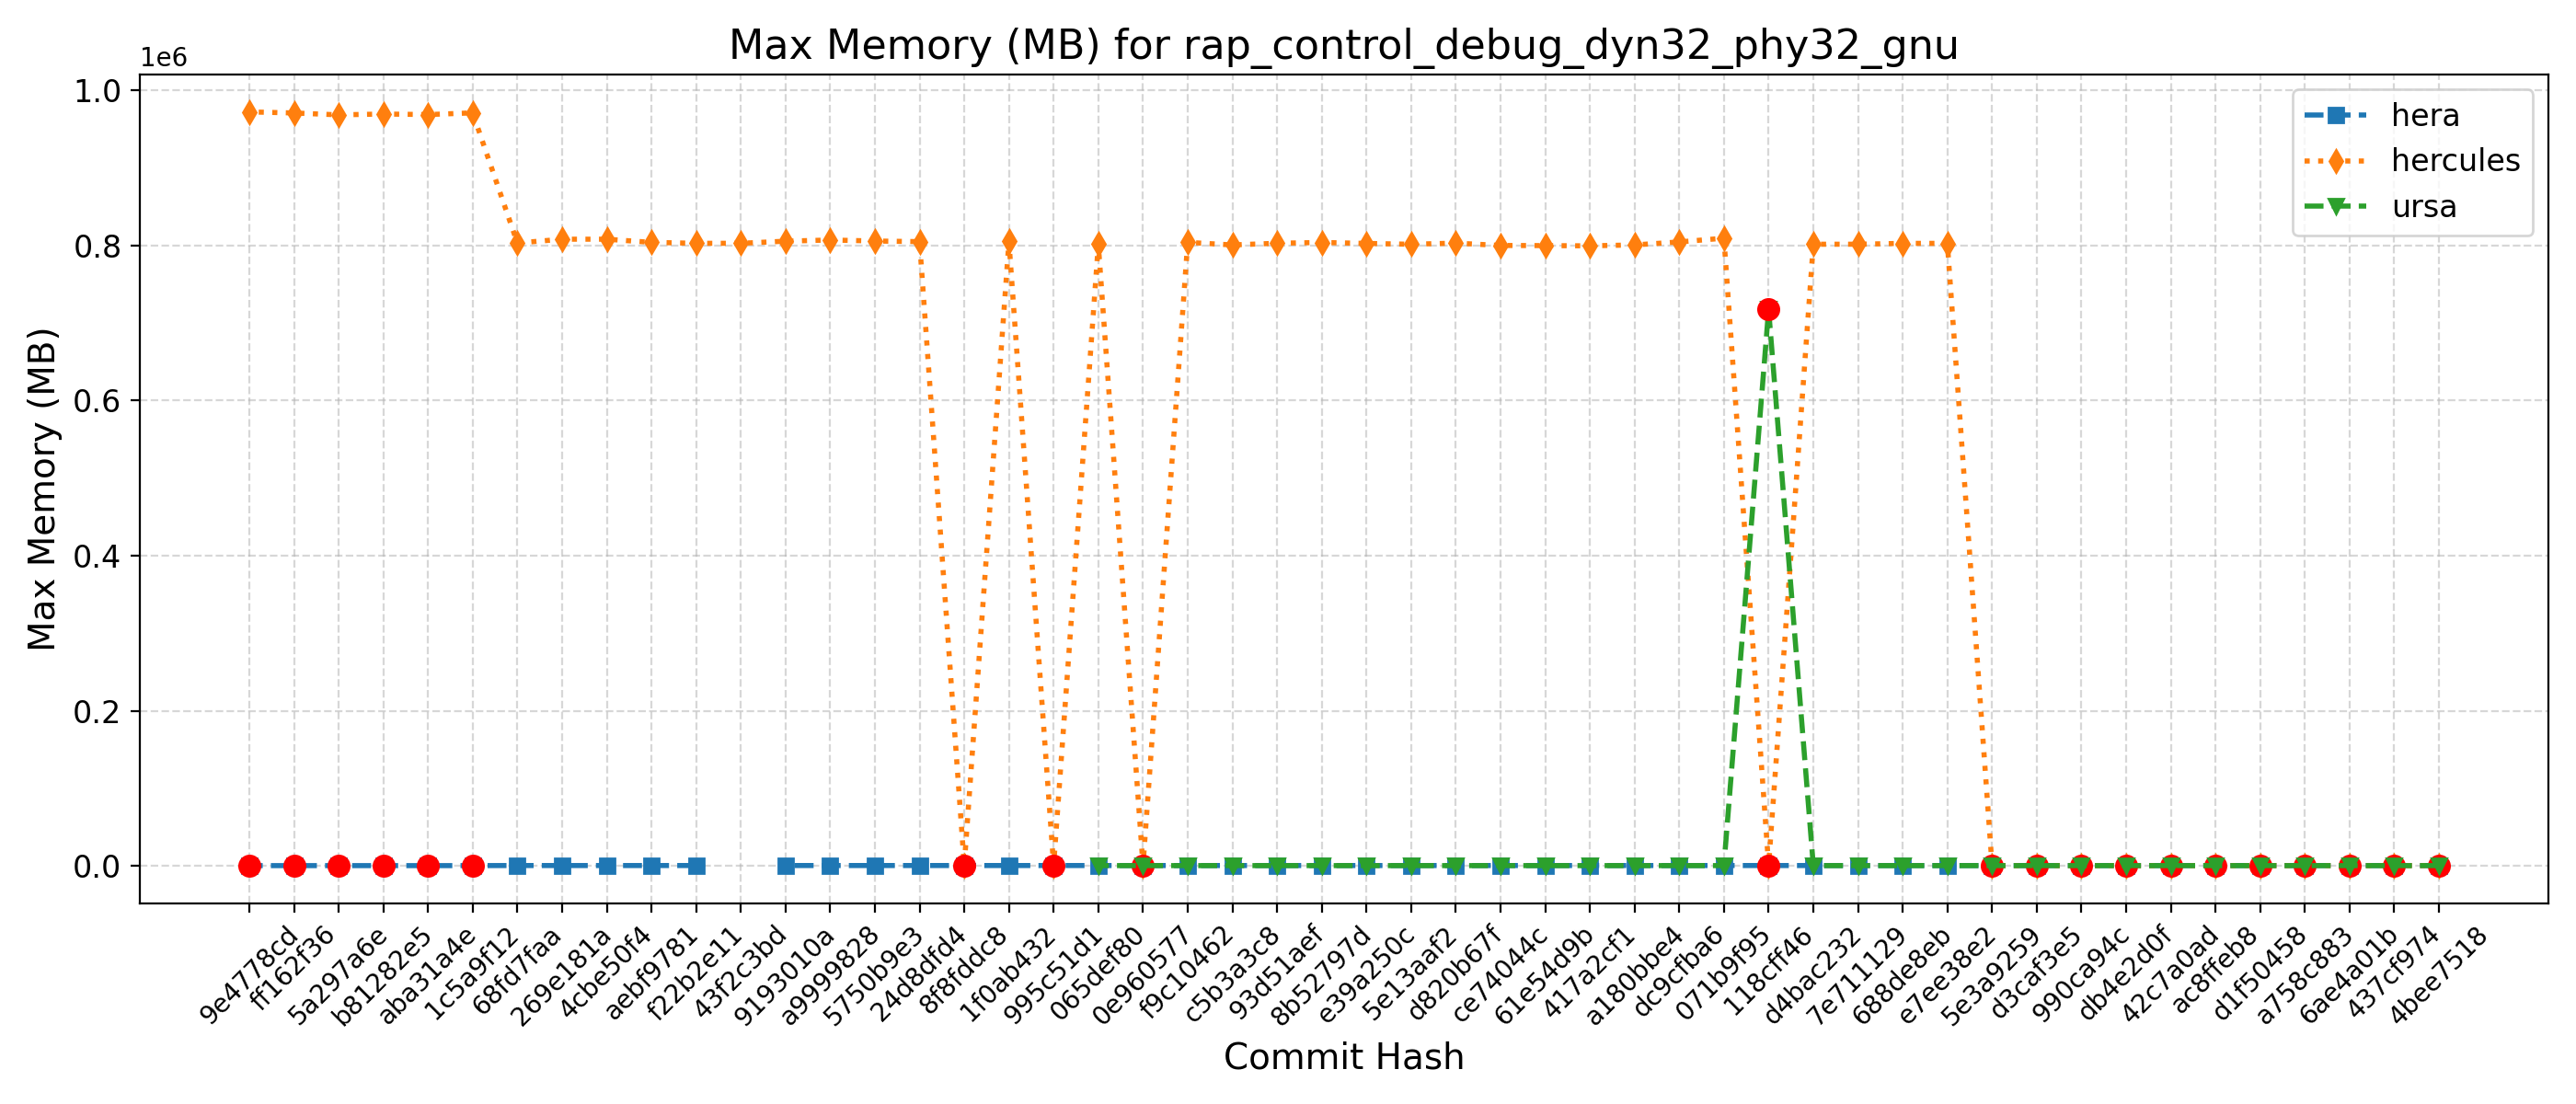 Max Memory (MB) for rap_control_debug_dyn32_phy32_gnu
1e6
1.0
0.8
0.6
0.4
0.2
0.0
Max Memory (MB)
hera
hercules
ursa
9e4778cd
ff162f36
5a297a6e
b81282e5
aba31a4e
1c5a9f12
68fd7faa
269e181a
4cbe50f4
aebf9781
f22b2e11
43f2c3bd
9193010a
a9999828
5750b9e3
24d8dfd4
8f8fddc8
1f0ab432
995c51d1
065def80
0e960577
f9c10462
c5b3a3c8
93d51aef
8b52797d
e39a250c
5e13aaf2
d820b67f
ce74044c
61e54d9b
417a2cf1
a180bbe4
dc9cfba6
071b9f95
118cff46
d4bac232
7e711129
688de8eb
e7ee38e2
5e3a9259
d3caf3e5
990ca94c
db4e2d0f
42c7a0ad
ac8ffeb8
d1f50458
a758c883
6ae4a01b
437cf974
4bee7518
Commit Hash